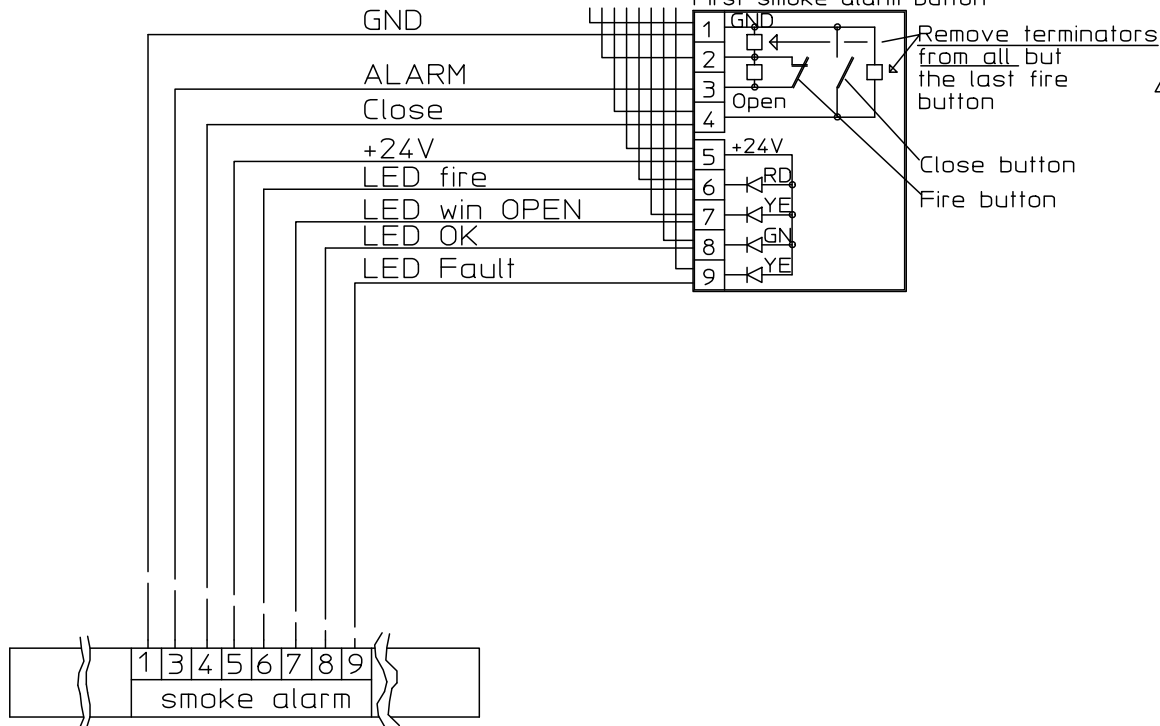 First smoke alarm button
GND
1
GND
Remove terminators
from all but
the last fire
button
2
ALARM
3
Open
Close
4
+24V
5
+24V
Close button
LED fire
6
RD
Fire button
LED win OPEN
7
YE
LED OK
8
GN
LED Fault
9
YE
1 3 4 5 6 7 8 9
smoke alarm